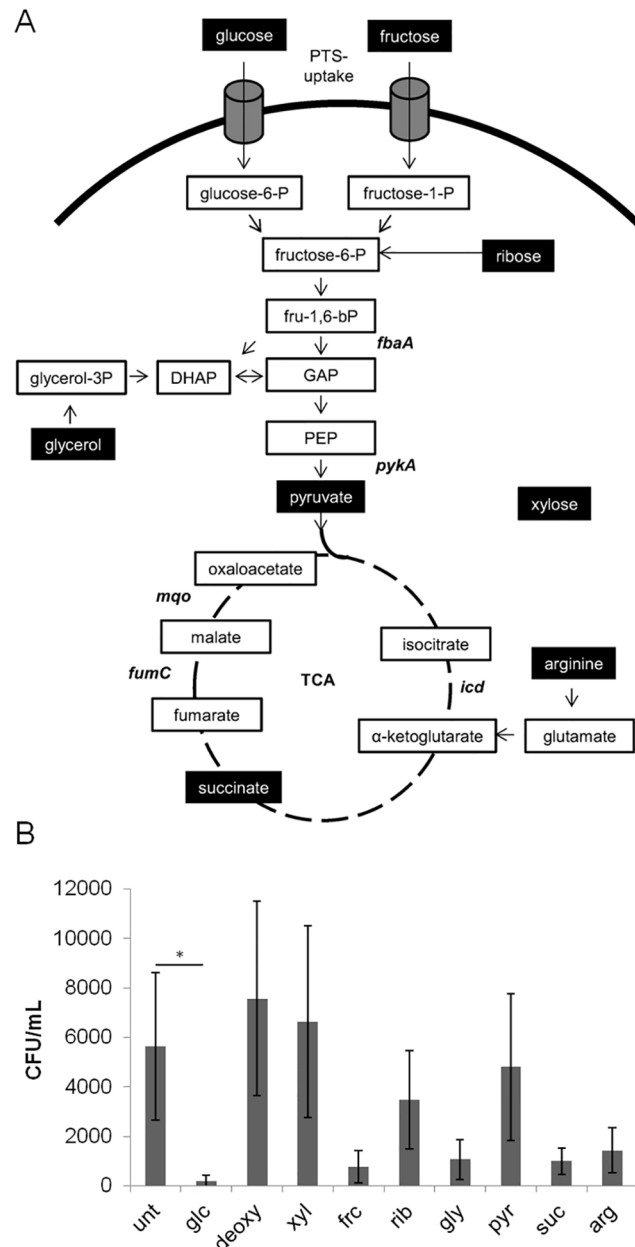 A
glucose
fructose
PTS-
uptake
glucose-6-P
fructose-1-P
fructose-6-P
ribose
fru-1,6-bP
fbaA
glycerol-3P
DHAP
GAP
glycerol
PEP
pykA
pyruvate
xylose
oxaloacetate
mqo
malate
isocitrate
arginine
fumC
TCA
icd
fumarate
α-ketoglutarate
glutamate
succinate
B
12000
10000
8000
6000
4000
2000
0
CFU/mL
*
unt
glc
deoxy
xyl
frc
rib
gly
pyr
suc
arg